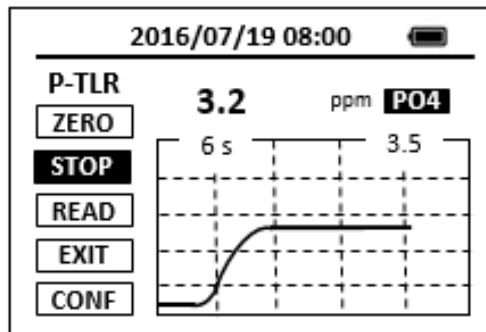 2016/07/19 08:00
P-TLR
3.2 ppm PO4
ZERO
6 s 3.5
STOP
READ
EXIT
CONF